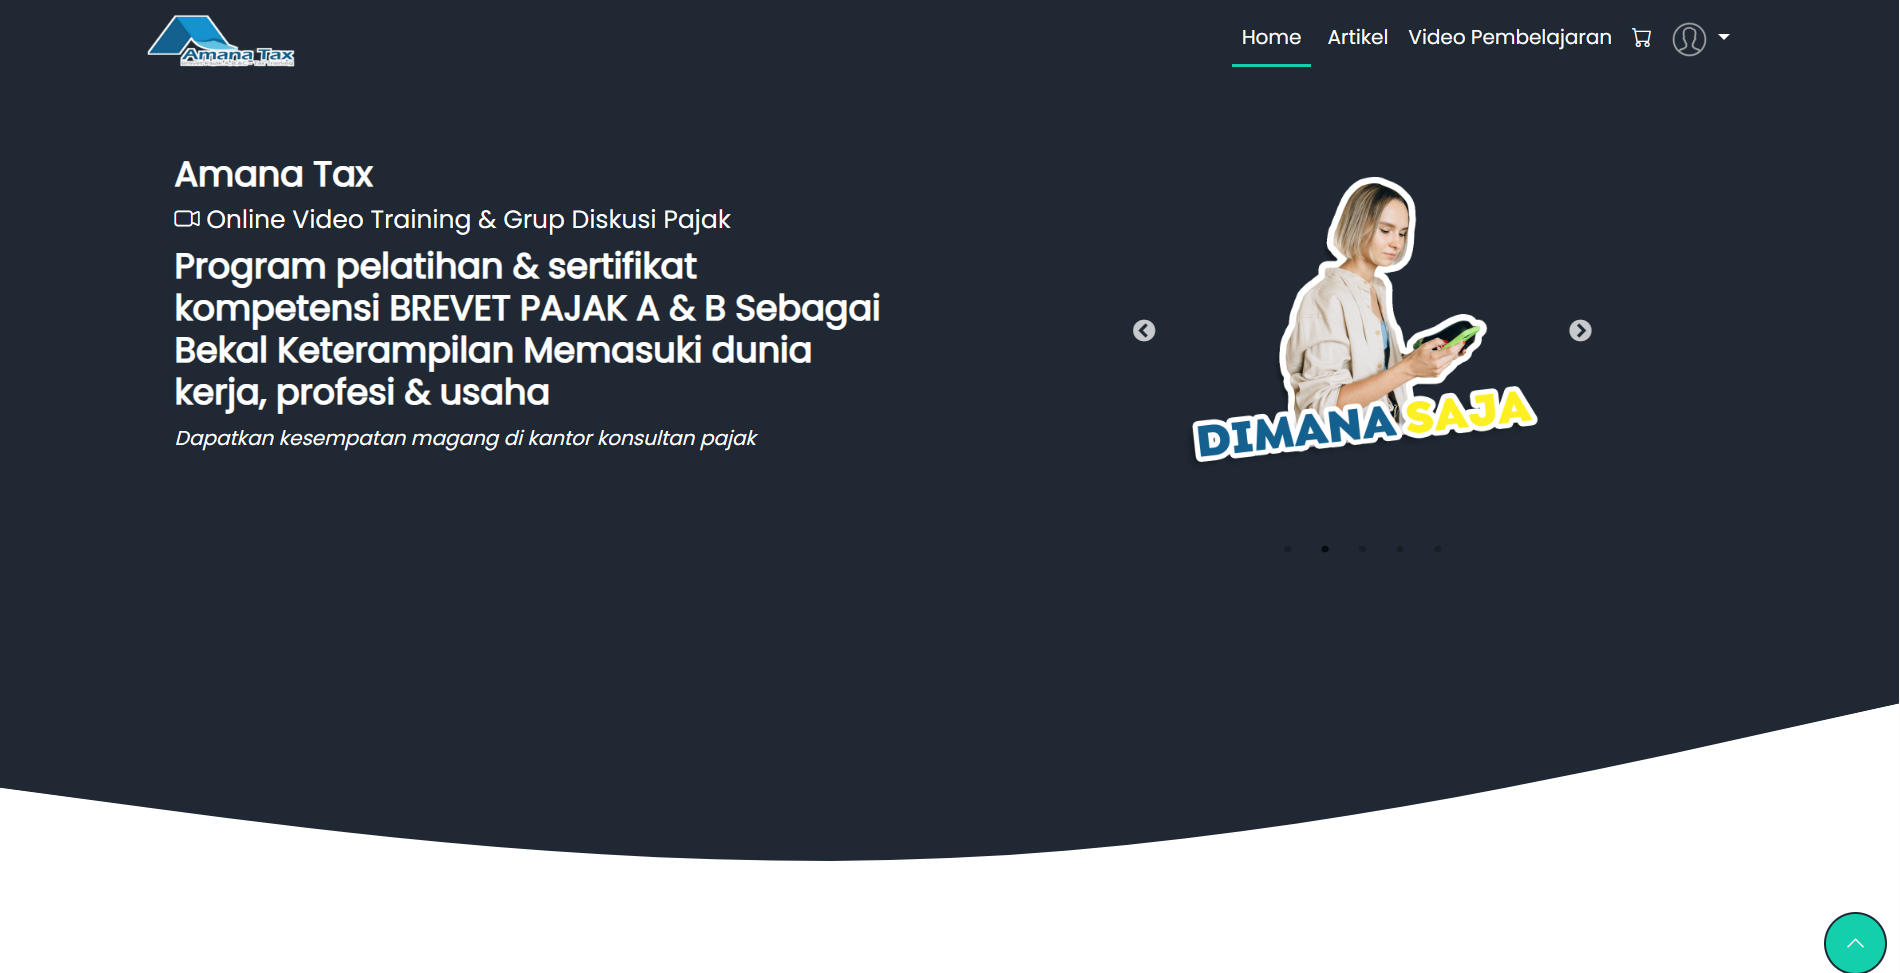 Amana Tax
Home
Artikel
Video Pembelajaran
Amana Tax
Online Video Training & Grup Diskusi Pajak
Program pelatihan & sertifikat
kompetensi BREVET PAJAK A & B Sebagai
Bekal Keterampilan Memasuki dunia
kerja, profesi & usaha
Dapatkan kesempatan magang di kantor konsultan pajak
DIMANA SAJA